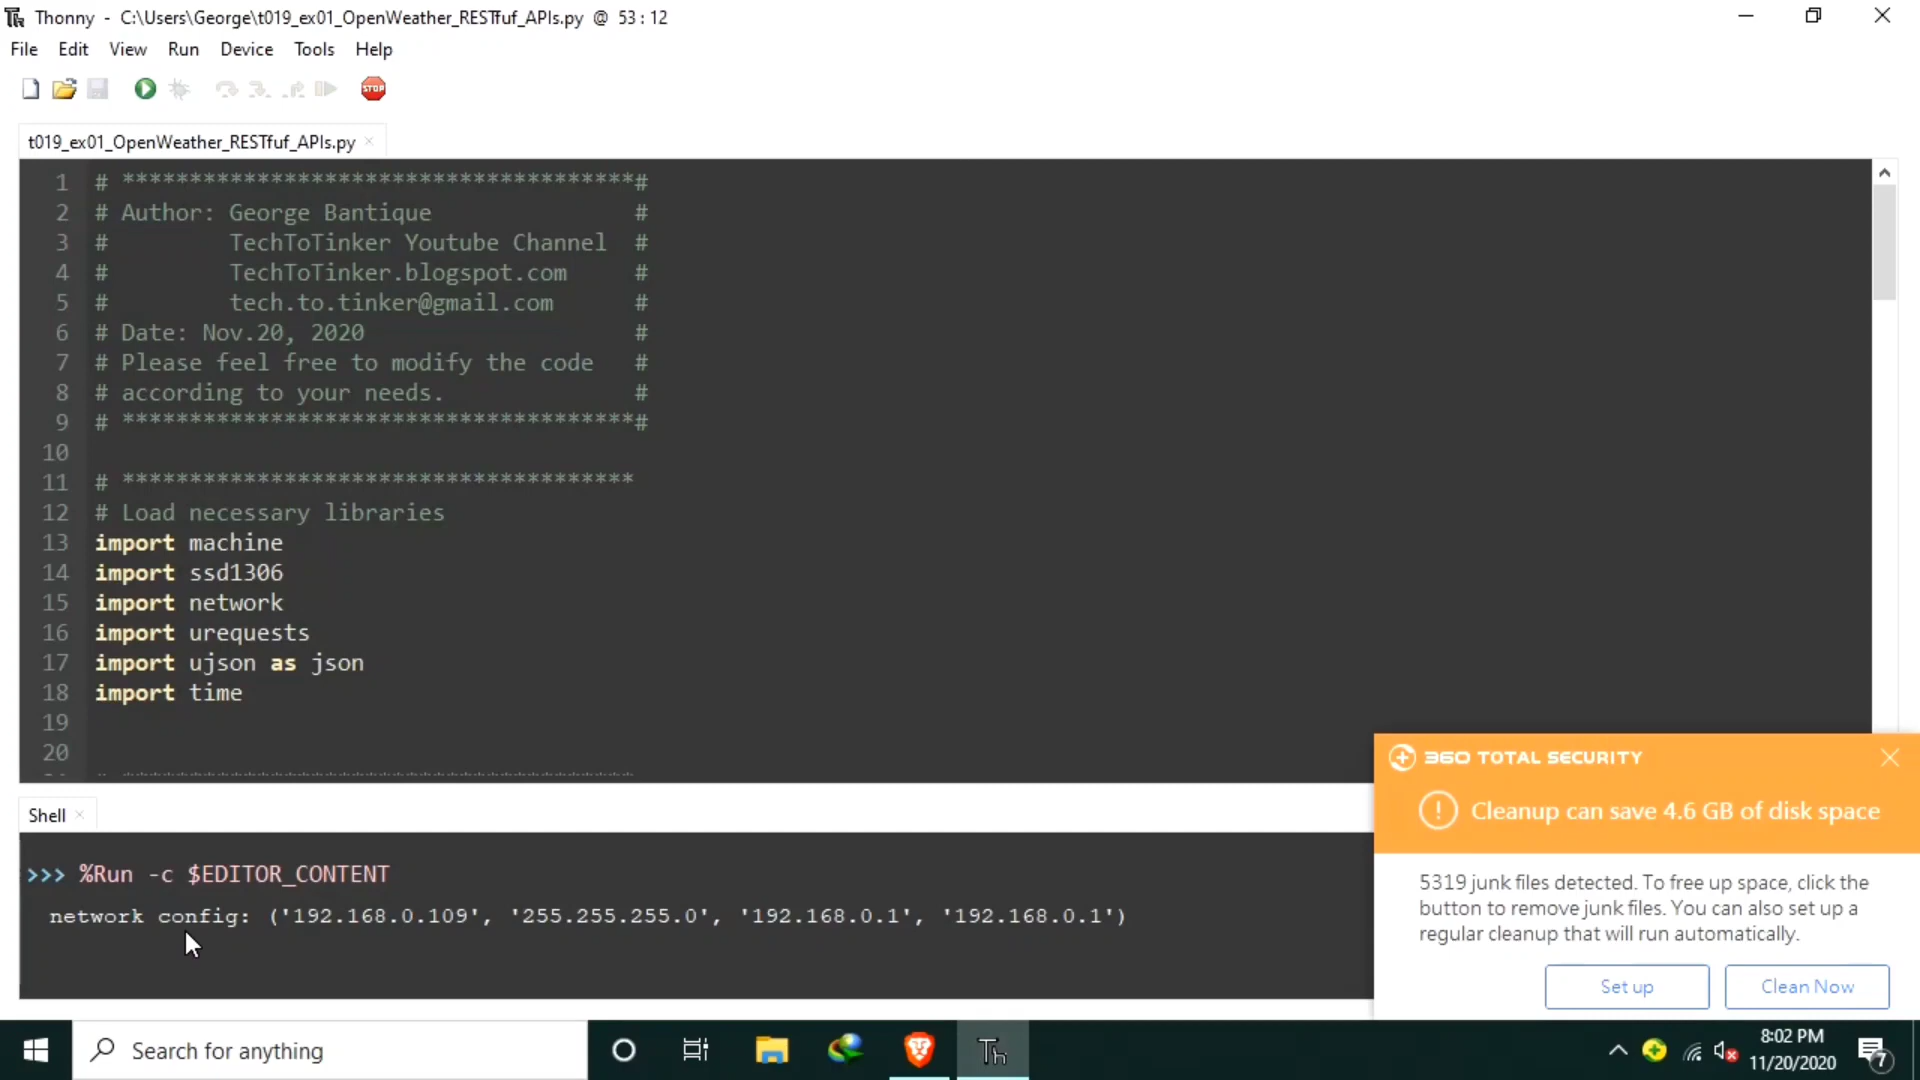 Thonny - C:\Users\George\t019_ex01_OpenWeather_RESTfuf_APIs.py @ 53:12
File Edit View Run Device Tools Help
STOP
t019_ex01_OpenWeather_RESTfuf_APIs.py
1 # **************************************#
2 # Author: George Bantique #
3 # TechToTinker Youtube Channel #
4 # TechToTinker.blogspot.com #
5 # tech.to.tinker@gmail.com #
6 # Date: Nov.20, 2020 #
7 # Please feel free to modify the code #
8 # according to your needs. #
9 # **************************************#
10
11 # **************************************
12 # Load necessary libraries
13 import machine
14 import ssd1306
15 import network
16 import urequests
17 import ujson as json
18 import time
19
20
Shell
>>> %Run -c $EDITOR_CONTENT
network config: ('192.168.0.109', '255.255.255.0', '192.168.0.1', '192.168.0.1')
360 TOTAL SECURITY
Cleanup can save 4.6 GB of disk space
5319 junk files detected. To free up space, click the
button to remove junk files. You can also set up a
regular cleanup that will run automatically.
Set up Clean Now
Search for anything
Th
8:02 PM
11/20/2020
7